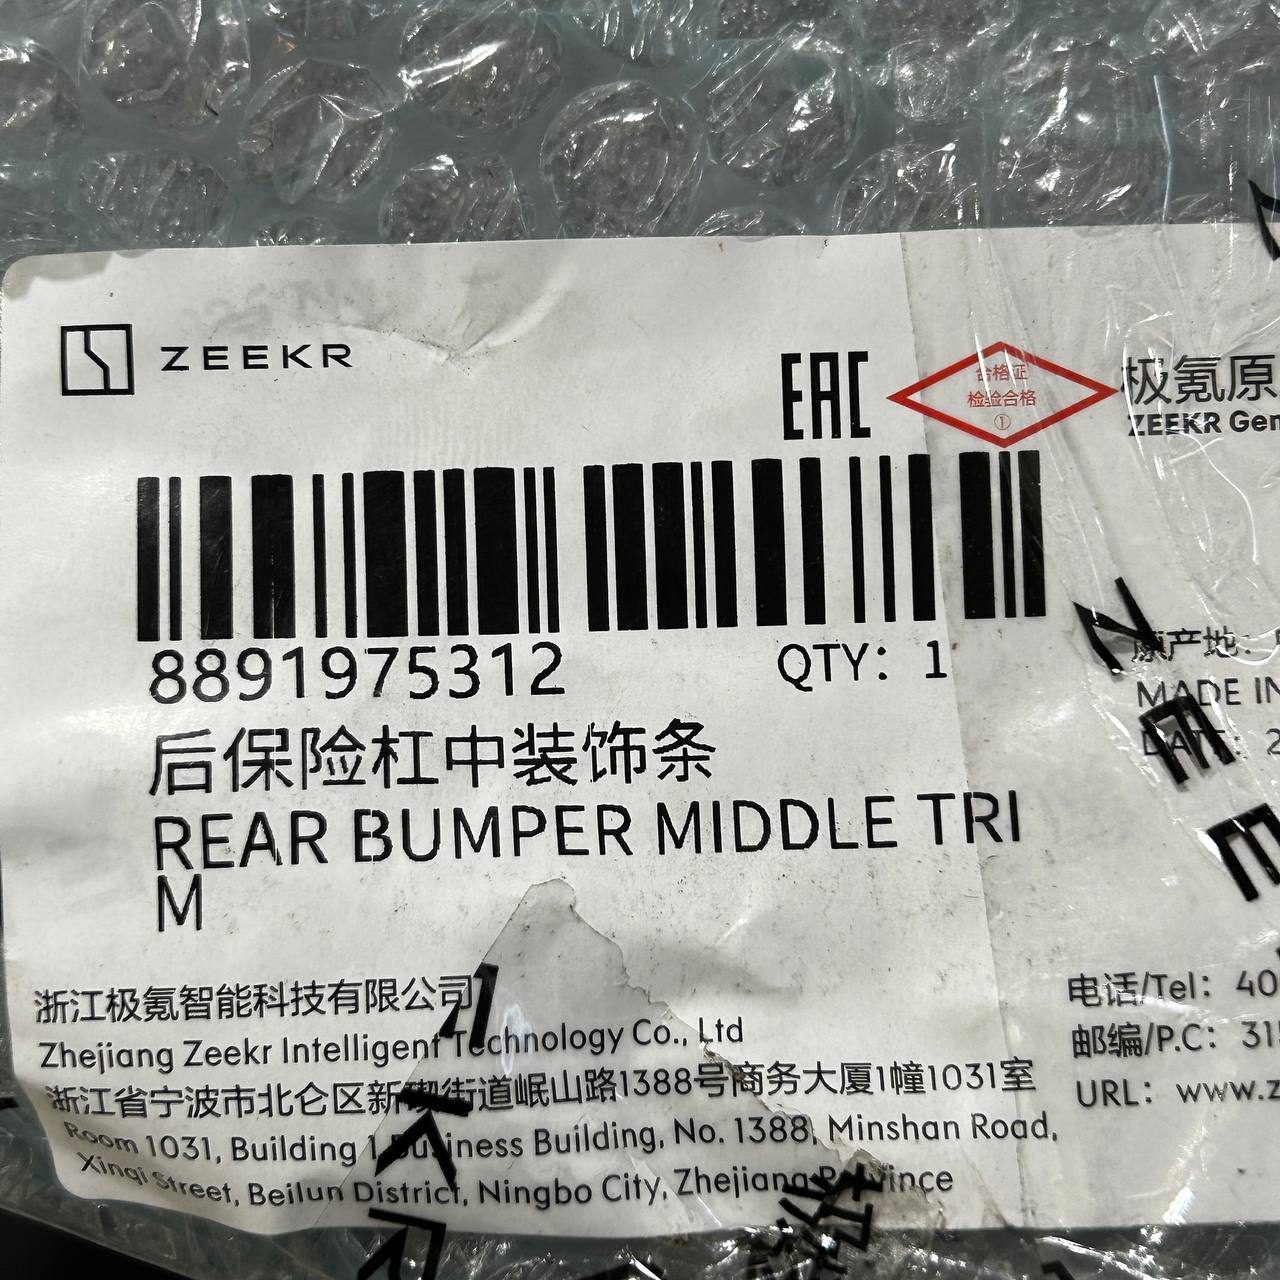 ZEEKR
EAC
合格证
检验合格
①
极氪原
ZEEKR Gen
8891975312
QTY: 1
后保险杠中装饰条
REAR BUMPER MIDDLE TRI
M
原产地:
MADE IN
DATE: 2
浙江极氪智能科技有限公司
Zhejiang Zeekr Intelligent Technology Co., Ltd
浙江省宁波市北仑区新碶街道岷山路1388号商务大厦1幢1031室
Room 1031, Building 1, Business Building, No. 1388, Minshan Road,
Xinqi Street, Beilun District, Ningbo City, Zhejiang Province
电话/Tel: 40
邮编/P.C: 31
URL: www.z
ZEE
ZKR